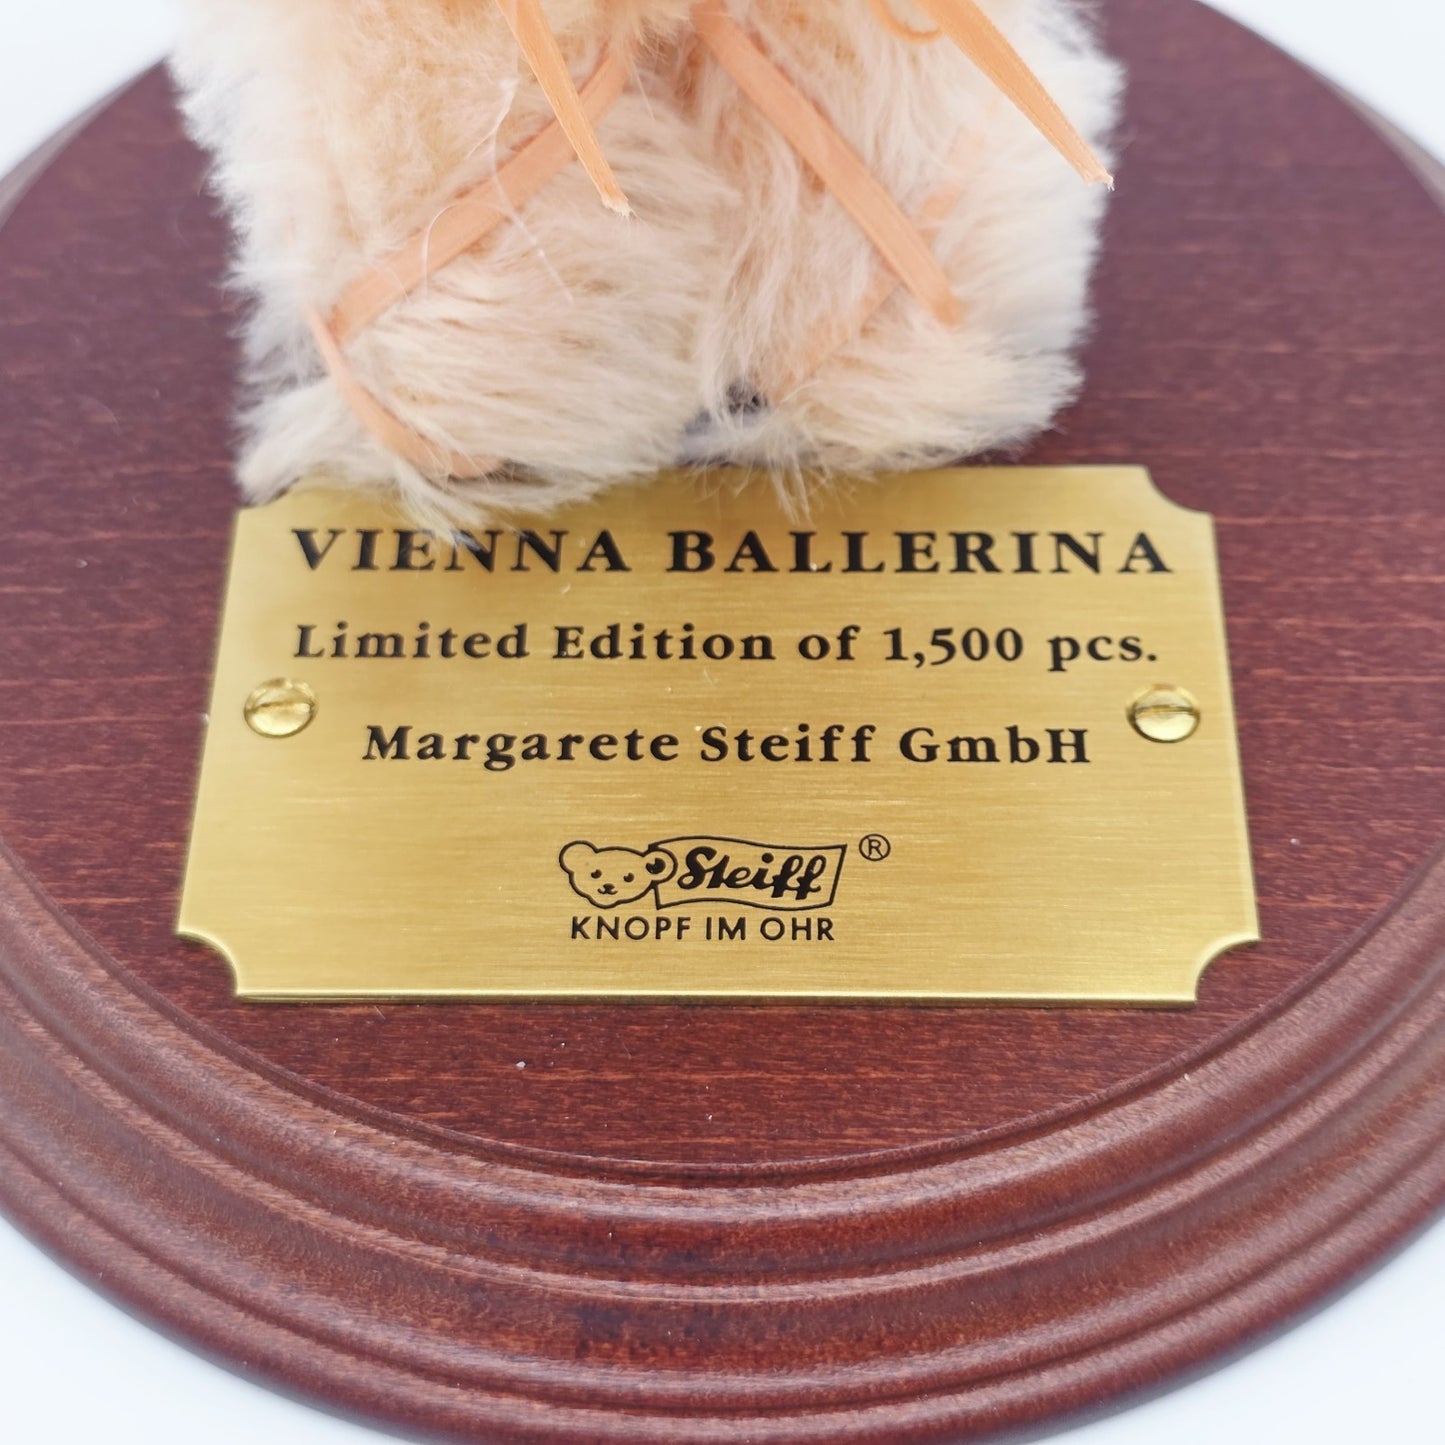 VIENNA BALLERINA
Limited Edition of 1,500 pcs.
Margarete Steiff GmbH
Steiff ®
KNOPF IM OHR